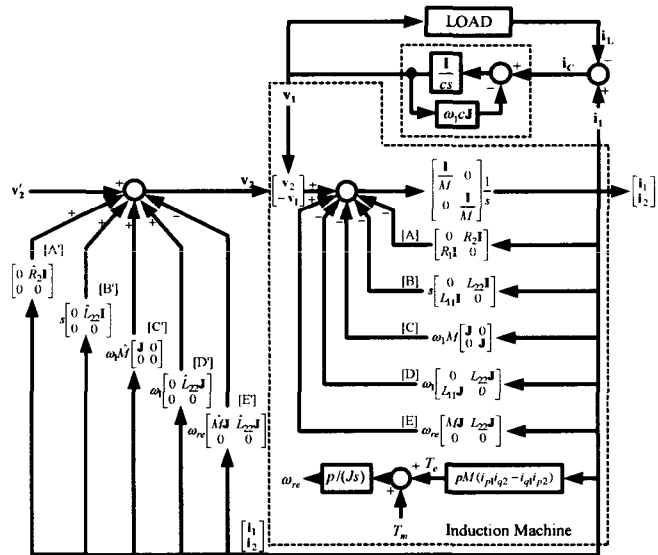 LOAD
i_L
1/cs
i_C
+
−
−
+
ω₁cJ
v₁
i₁
v₂′
v₂
[v₂; −v₁]
[1/M 0; 0 1/M] 1/s
[i₁; i₂]
[A] [0 R₂I; R₁I 0]
[B] s[0 L₂₂I; L₁₁I 0]
[C] ω₁M[J 0; 0 J]
[D] ω₁[0 L₂₂J; L₁₁J 0]
[E] ω_re[MJ L₂₂J; 0 0]
[A'] [0 R̂₂I; 0 0]
[B'] s[0 L̂₂₂I; 0 0]
[C'] ω₁M̂[J 0; 0 0]
[D'] ω₁[0 L̂₂₂J; 0 0]
[E'] ω_re[M̂J L̂₂₂J; 0 0]
ω_re
p/(Js)
+
+
T_e
pM(i_p1 i_q2 − i_q1 i_p2)
T_m
Induction Machine
[i₁; i₂]